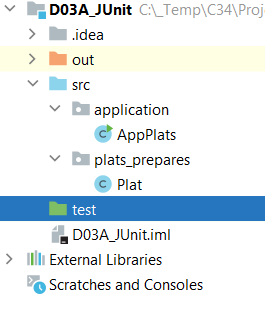 D03A_JUnit C:\_Temp\C34\Proj
.idea
out
src
application
AppPlats
plats_prepares
Plat
test
D03A_JUnit.iml
External Libraries
Scratches and Consoles